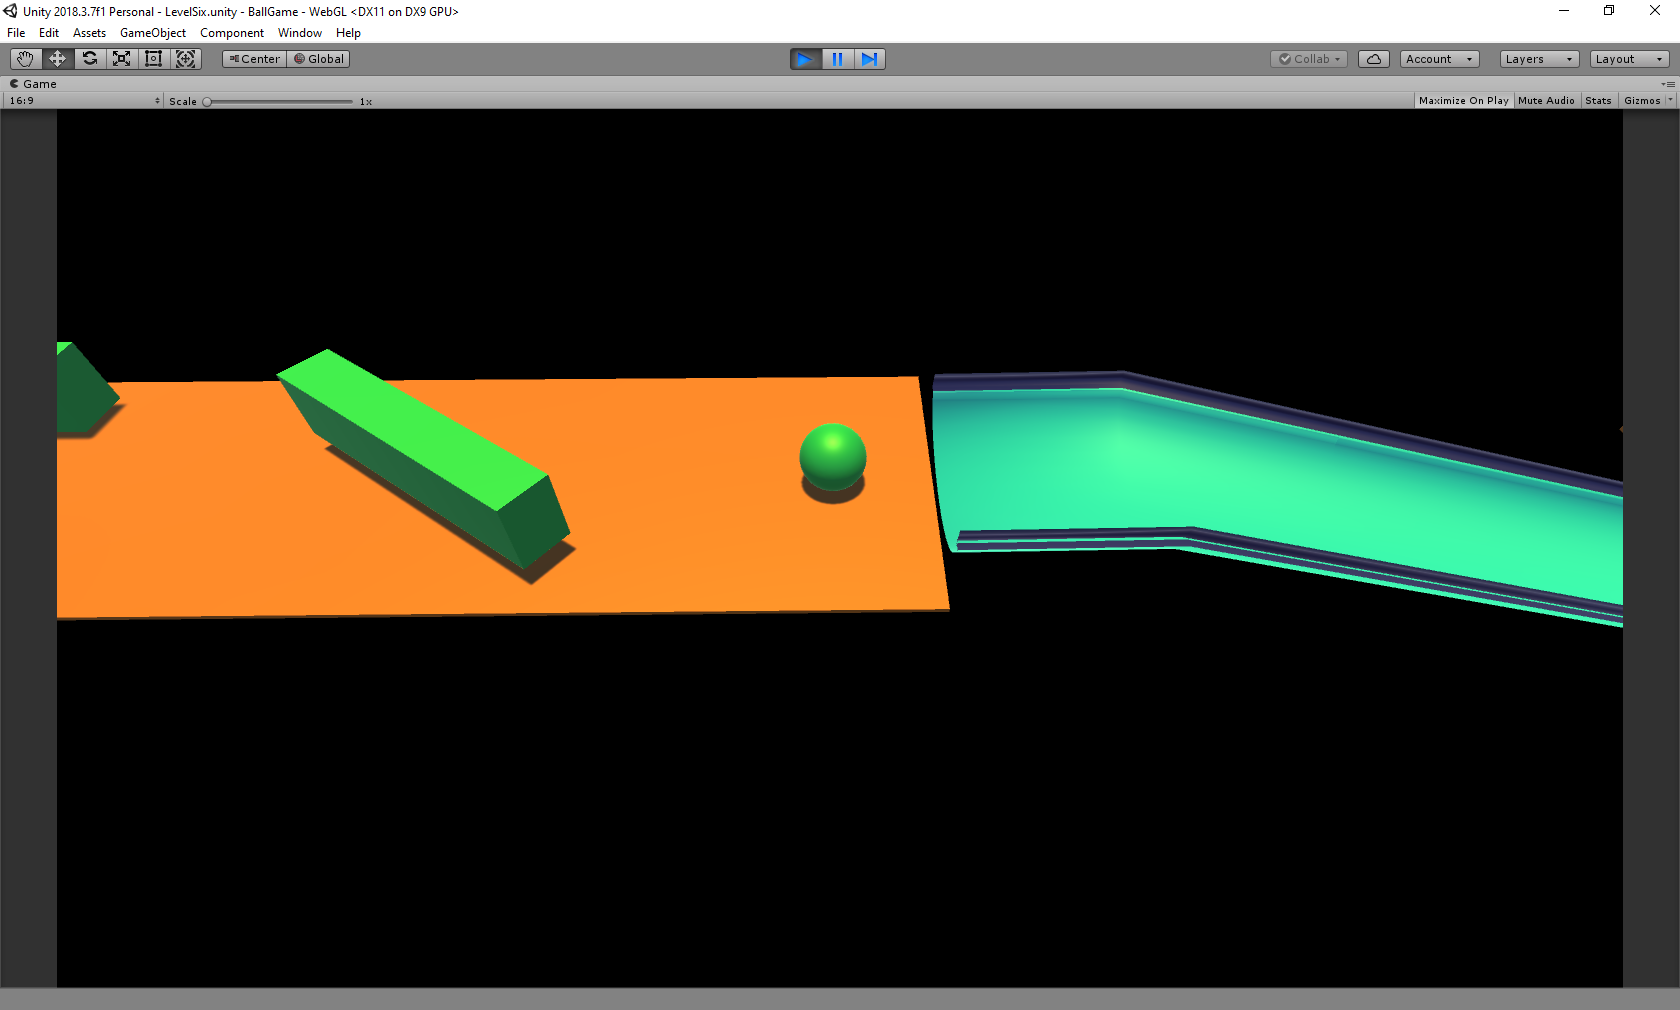 Unity 2018.3.7f1 Personal - LevelSix.unity - BallGame - WebGL <DX11 on DX9 GPU>
File Edit Assets GameObject Component Window Help
Center Global Collab Account Layers Layout
Game
16:9 Scale 1x Maximize On Play Mute Audio Stats Gizmos